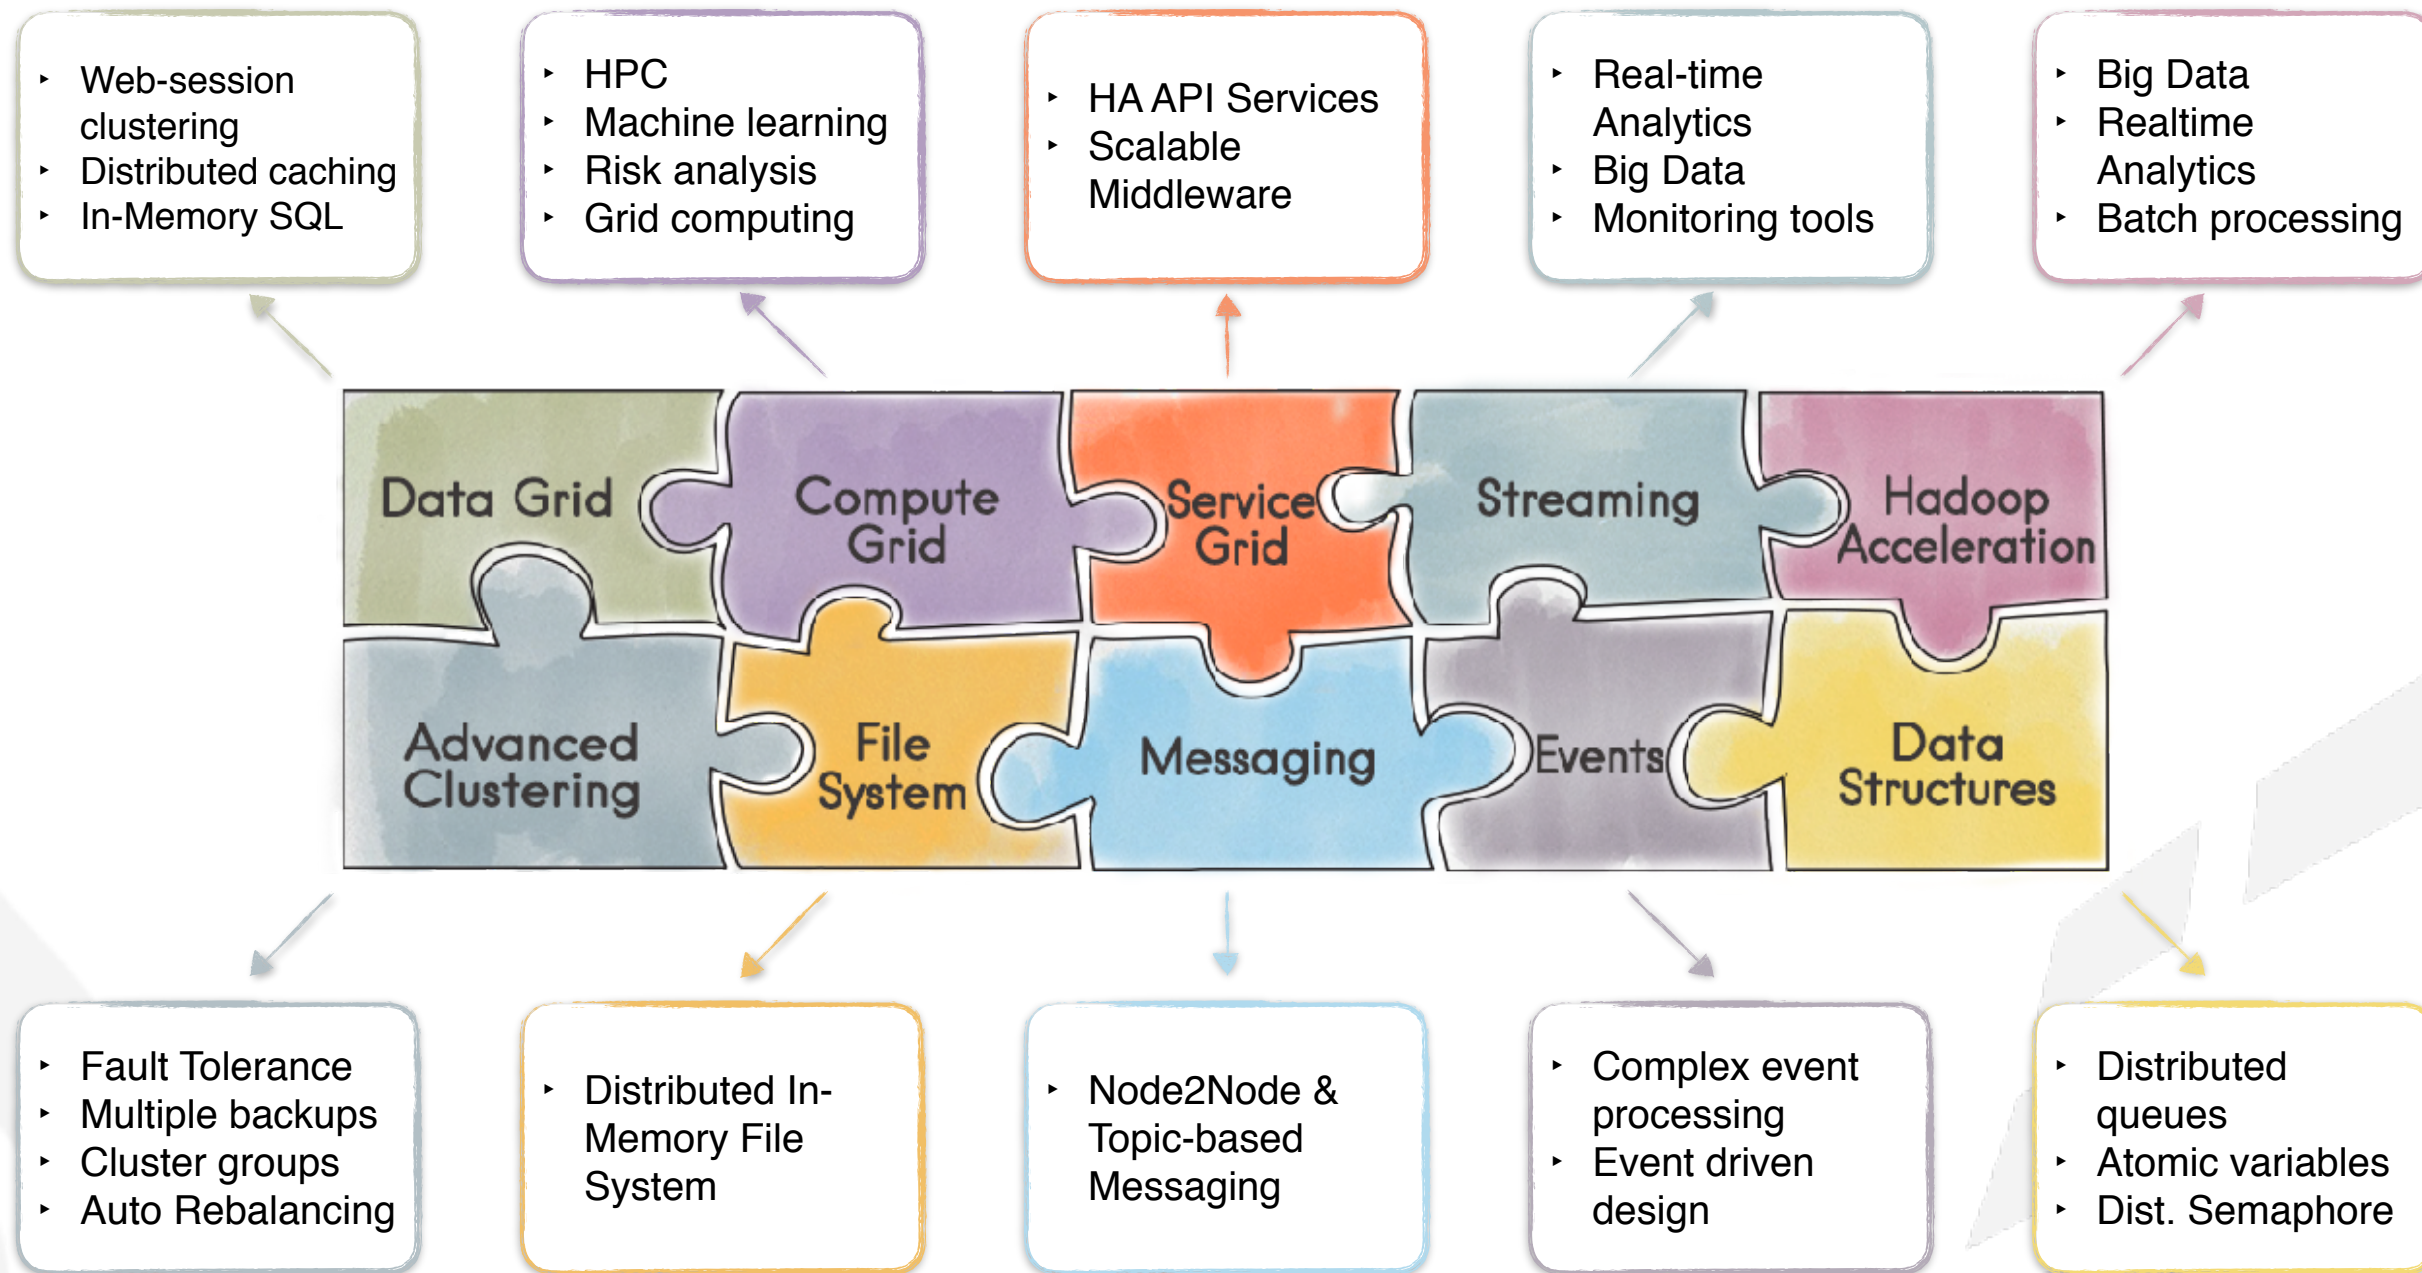 ‣ Web-session
clustering
‣ Distributed caching
‣ In-Memory SQL
‣ HPC
‣ Machine learning
‣ Risk analysis
‣ Grid computing
‣ HA API Services
‣ Scalable
Middleware
‣ Real-time
Analytics
‣ Big Data
‣ Monitoring tools
‣ Big Data
‣ Realtime
Analytics
‣ Batch processing
Data Grid
Compute
Grid
Service
Grid
Streaming
Hadoop
Acceleration
Advanced
Clustering
File
System
Messaging
Events
Data
Structures
‣ Fault Tolerance
‣ Multiple backups
‣ Cluster groups
‣ Auto Rebalancing
‣ Distributed In-
Memory File
System
‣ Node2Node &
Topic-based
Messaging
‣ Complex event
processing
‣ Event driven
design
‣ Distributed
queues
‣ Atomic variables
‣ Dist. Semaphore